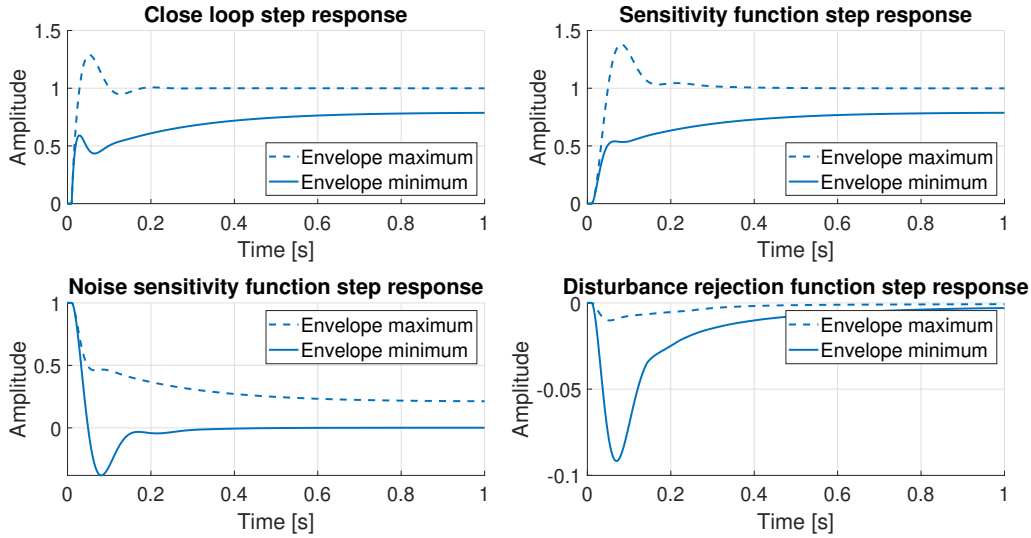 Close loop step response
1.5
1
0.5
0
Amplitude
Envelope maximum
Envelope minimum
0 0.2 0.4 0.6 0.8 1
Time [s]
Sensitivity function step response
1.5
1
0.5
0
Amplitude
Envelope maximum
Envelope minimum
0 0.2 0.4 0.6 0.8 1
Time [s]
Noise sensitivity function step response
1
0.5
0
Amplitude
Envelope maximum
Envelope minimum
0 0.2 0.4 0.6 0.8 1
Time [s]
Disturbance rejection function step response
0
-0.05
-0.1
Amplitude
Envelope maximum
Envelope minimum
0 0.2 0.4 0.6 0.8 1
Time [s]